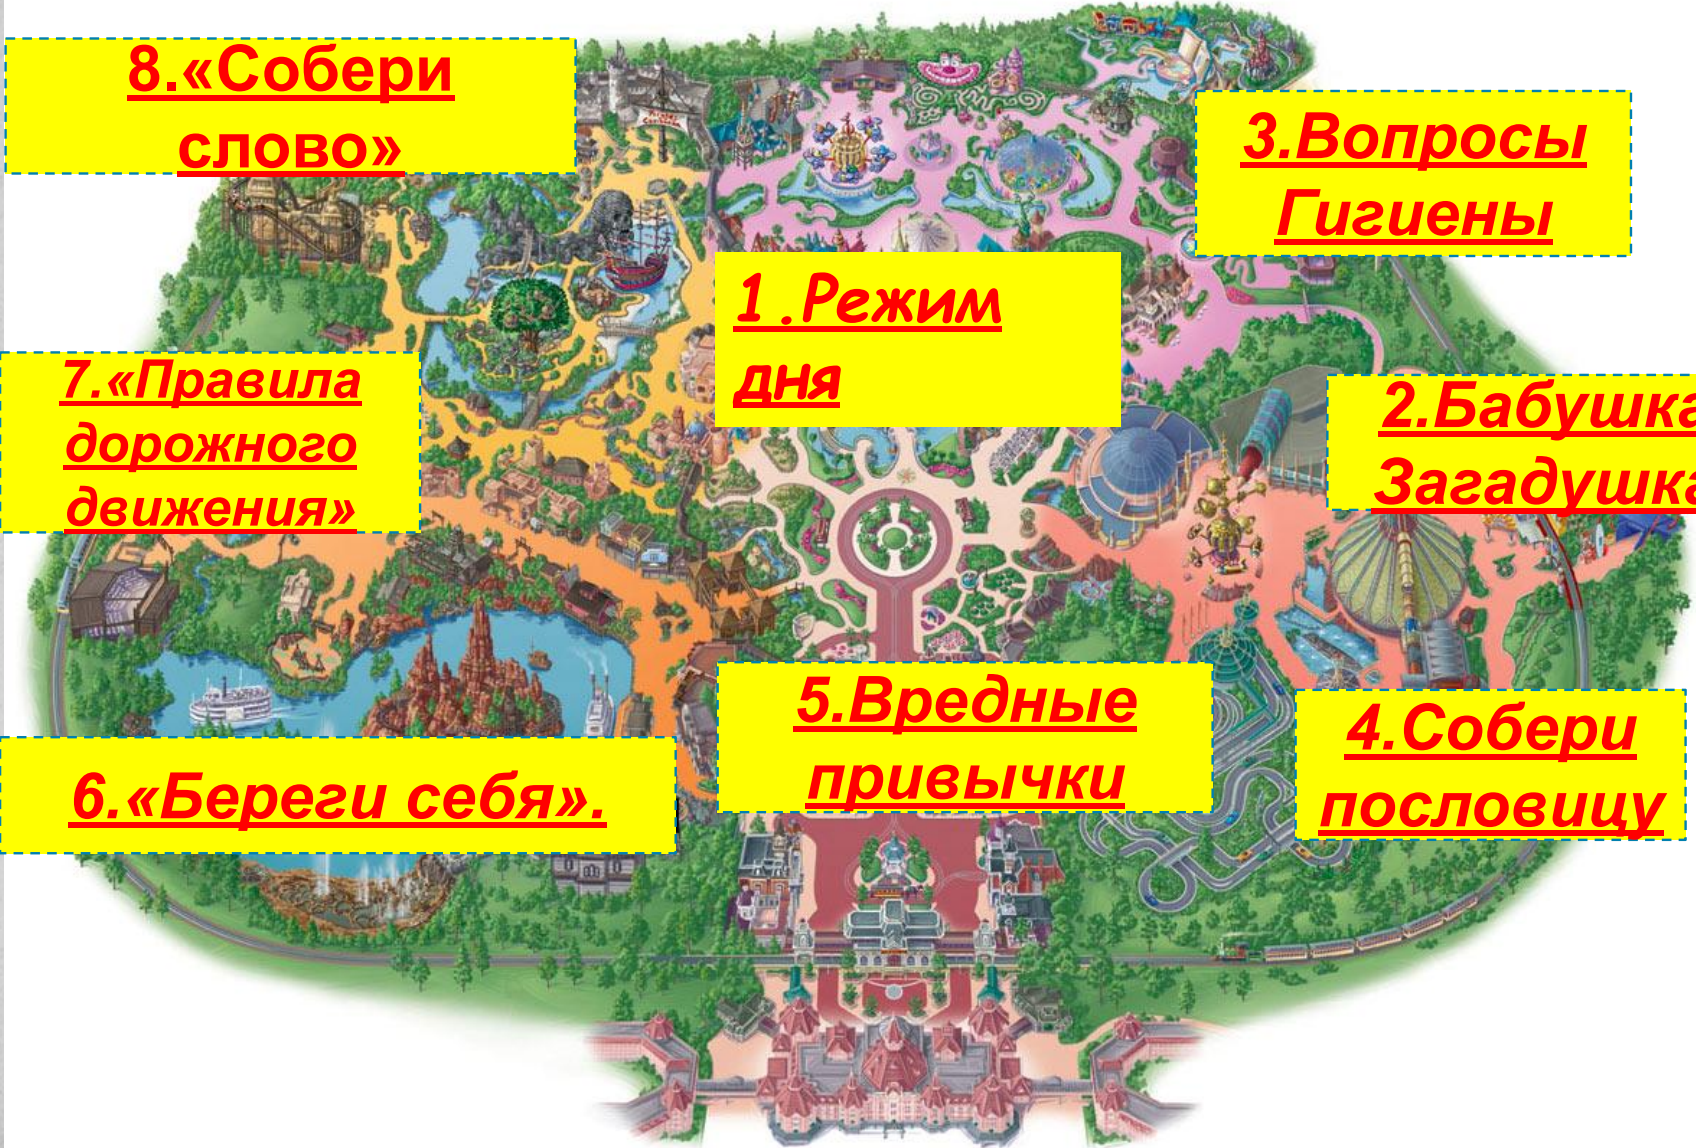 8.«Собери
слово»
3.Вопросы
Гигиены
1.Режим
дня
7.«Правила
дорожного
движения»
2.Бабушка
Загадушка
5.Вредные
привычки
4.Собери
пословицу
6.«Береги себя».